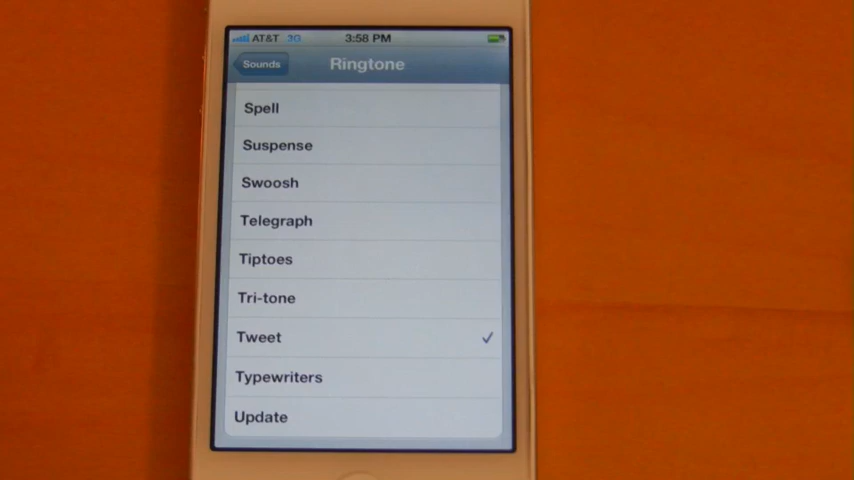 AT&T 3G 3:58 PM
Sounds Ringtone
Spell
Suspense
Swoosh
Telegraph
Tiptoes
Tri-tone
Tweet
Typewriters
Update